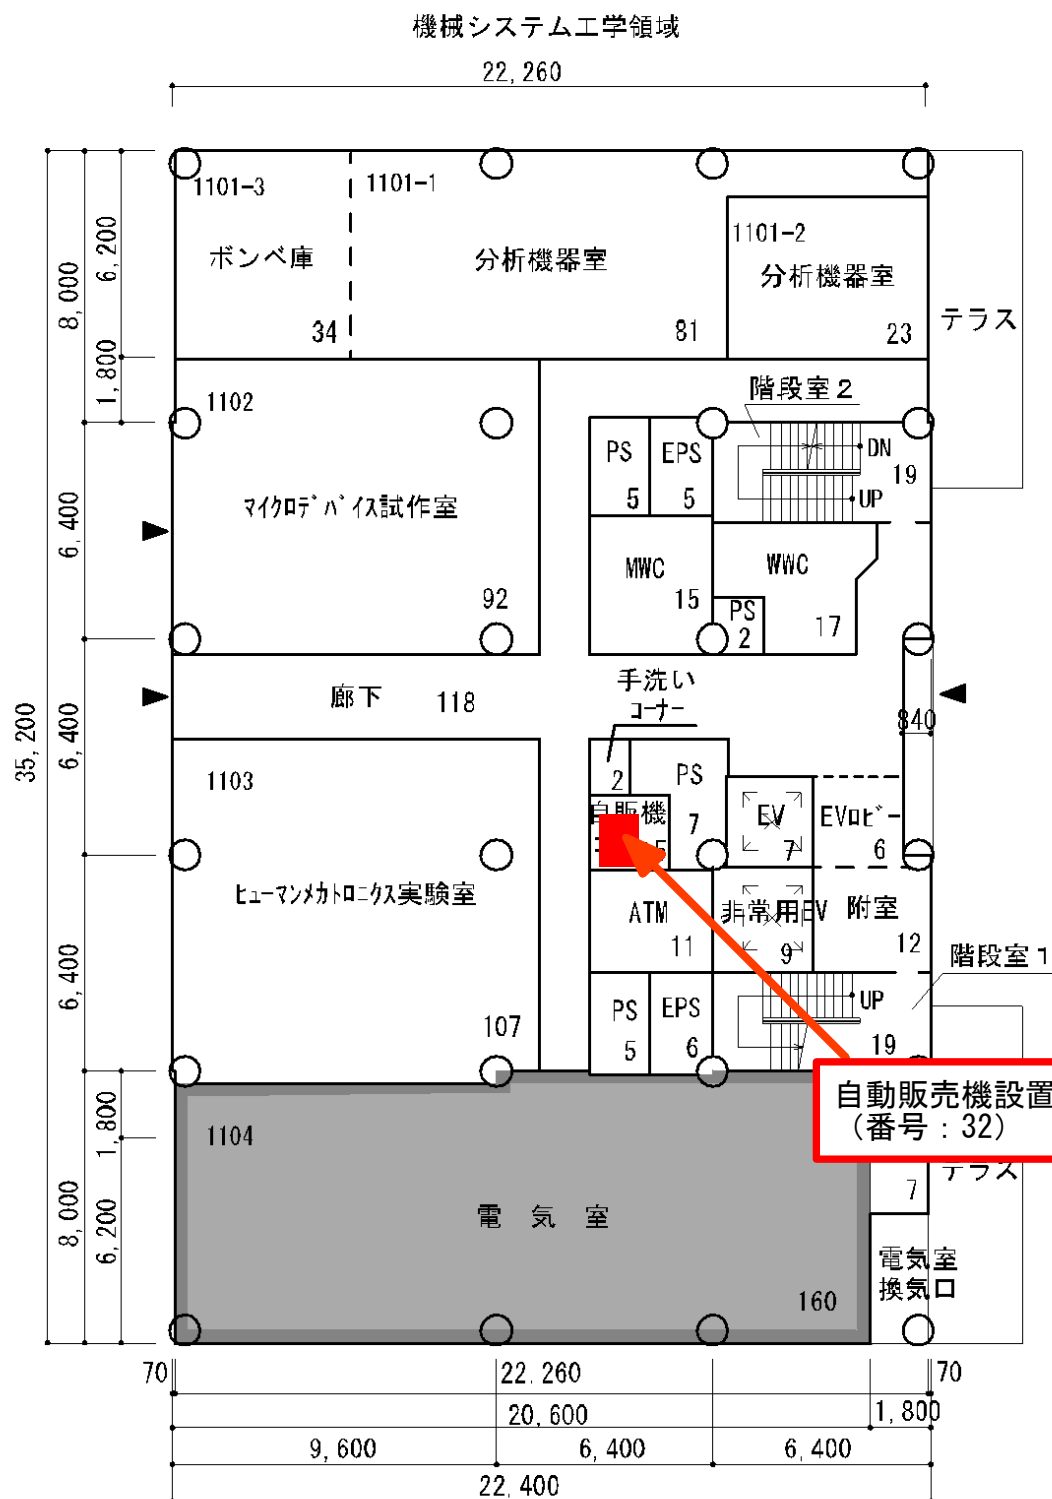 機械システム工学領域
22,260
1101-3
1101-1
1101-2
ボンベ庫
分析機器室
分析機器室
34
81
23
テラス
6,200
8,000
1,800
1102
階段室2
PS
EPS
DN
19
5
5
UP
マイクロデバイス試作室
6,400
MWC
WWC
92
15
PS
2
17
手洗い
コーナー
廊下
118
840
35,200
6,400
1103
2
PS
自販機
7
EV
7
EVロビー
6
5
ヒューマンメカトロニクス実験室
ATM
11
非常用EV
9
附室
12
階段室1
6,400
PS
EPS
UP
107
5
6
19
自動販売機設置
(番号:32)
1104
1,800
テラス
7
8,000
6,200
電気室
電気室
換気口
160
70
22.260
70
20,600
1,800
9,600
6,400
6,400
22,400